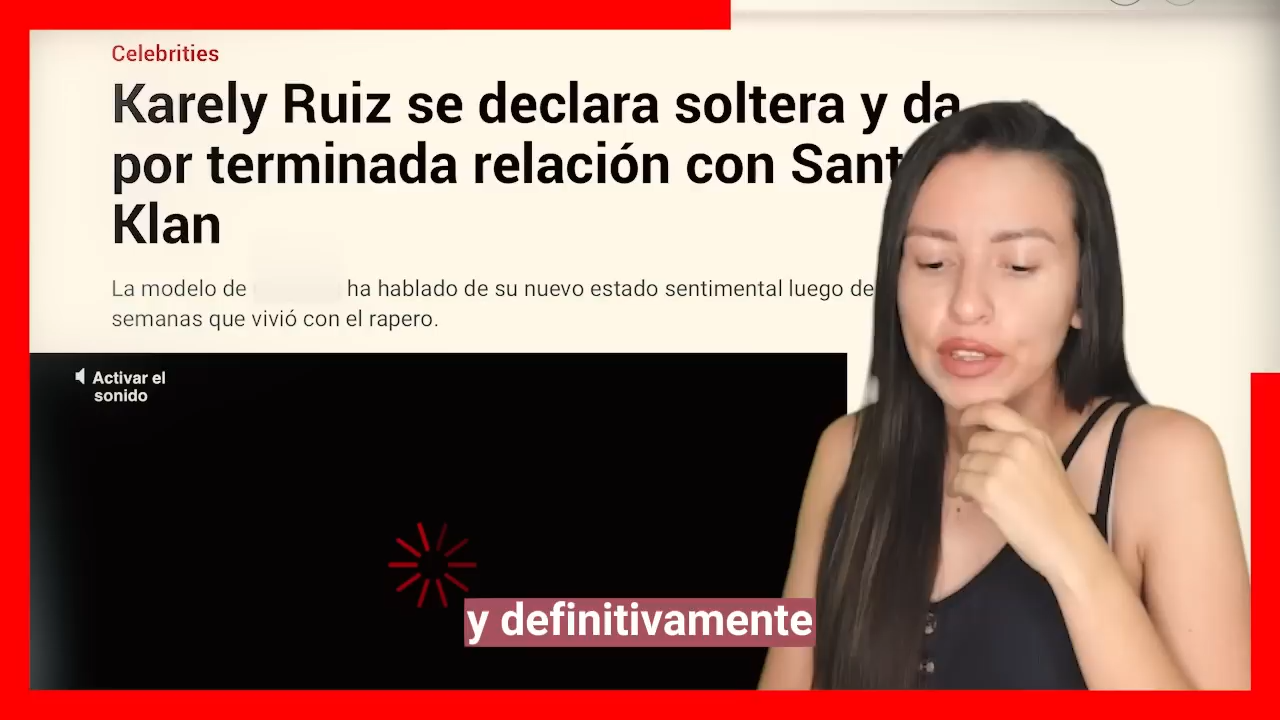 Celebrities
Karely Ruiz se declara soltera y da
por terminada relación con Sant
Klan
La modelo de ha hablado de su nuevo estado sentimental luego de
semanas que vivió con el rapero.
Activar el
sonido
y definitivamente